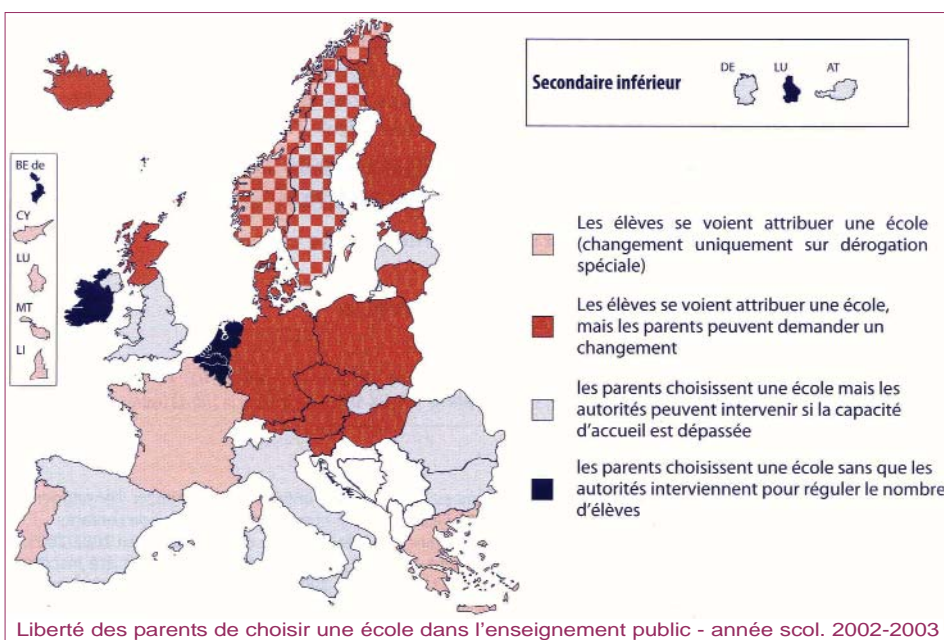 Secondaire inférieur
DE
LU
AT
BE de
CY
LU
MT
LI
Les élèves se voient attribuer une école
(changement uniquement sur dérogation
spéciale)
Les élèves se voient attribuer une école,
mais les parents peuvent demander un
changement
les parents choisissent une école mais les
autorités peuvent intervenir si la capacité
d'accueil est dépassée
les parents choisissent une école sans que les
autorités interviennent pour réguler le nombre
d'élèves
Liberté des parents de choisir une école dans l'enseignement public - année scol. 2002-2003